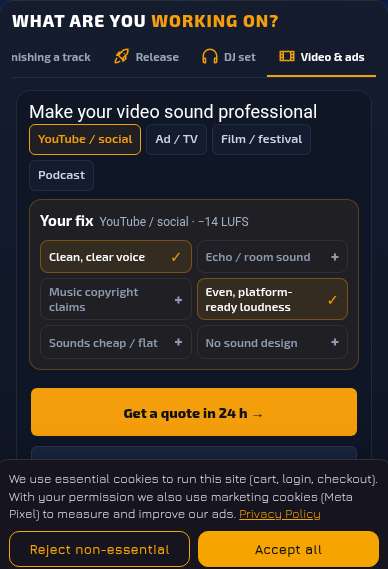 WHAT ARE YOU WORKING ON?
nishing a track Release DJ set Video & ads
Make your video sound professional
YouTube / social Ad / TV Film / festival
Podcast
Your fix YouTube / social · −14 LUFS
Clean, clear voice ✓ Echo / room sound +
Music copyright
claims +
Even, platform-
ready loudness ✓
Sounds cheap / flat + No sound design +
Get a quote in 24 h →
We use essential cookies to run this site (cart, login, checkout).
With your permission we also use marketing cookies (Meta
Pixel) to measure and improve our ads. Privacy Policy
Reject non-essential Accept all